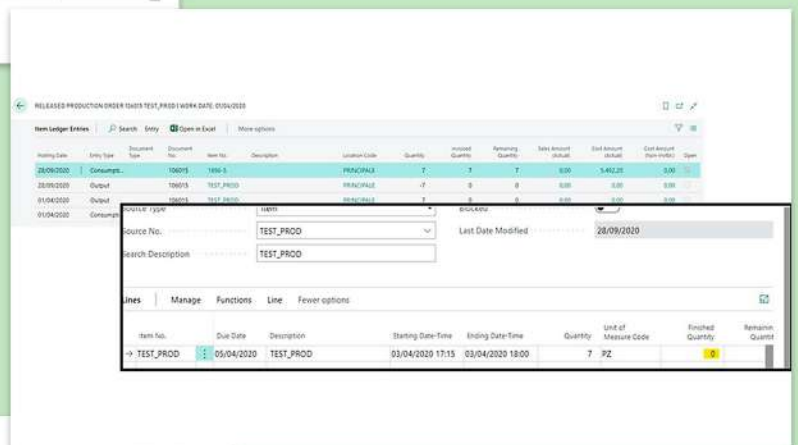 RELEASED PRODUCTION ORDER 106015 TEST_PROD | WORK DATE: 01/04/2020
Item Ledger Entries Search Entry Open in Excel More options
Posting Date Entry Type Document Type Document No. Item No. Description Location Code Quantity Invoiced Quantity Remaining Quantity Sales Amount (Actual) Cost Amount (Actual) Cost Amount (Non-Invtbl.) Open
28/09/2020 Consumpti... 106015 1896-S PRINCIPALE 7 7 7 0,00 5.492,20 0,00
28/09/2020 Output 106015 TEST_PROD PRINCIPALE -7 0 0 0,00 0,00 0,00
01/04/2020 Output 106015 TEST_PROD PRINCIPALE
01/04/2020 Consumpti
Source Type Item Blocked
Source No. TEST_PROD Last Date Modified 28/09/2020
Search Description TEST_PROD
Lines Manage Functions Line Fewer options
Item No. Due Date Description Starting Date-Time Ending Date-Time Quantity Unit of Measure Code Finished Quantity Remainin Quantit
→ TEST_PROD 05/04/2020 TEST_PROD 03/04/2020 17:15 03/04/2020 18:00 7 PZ 0